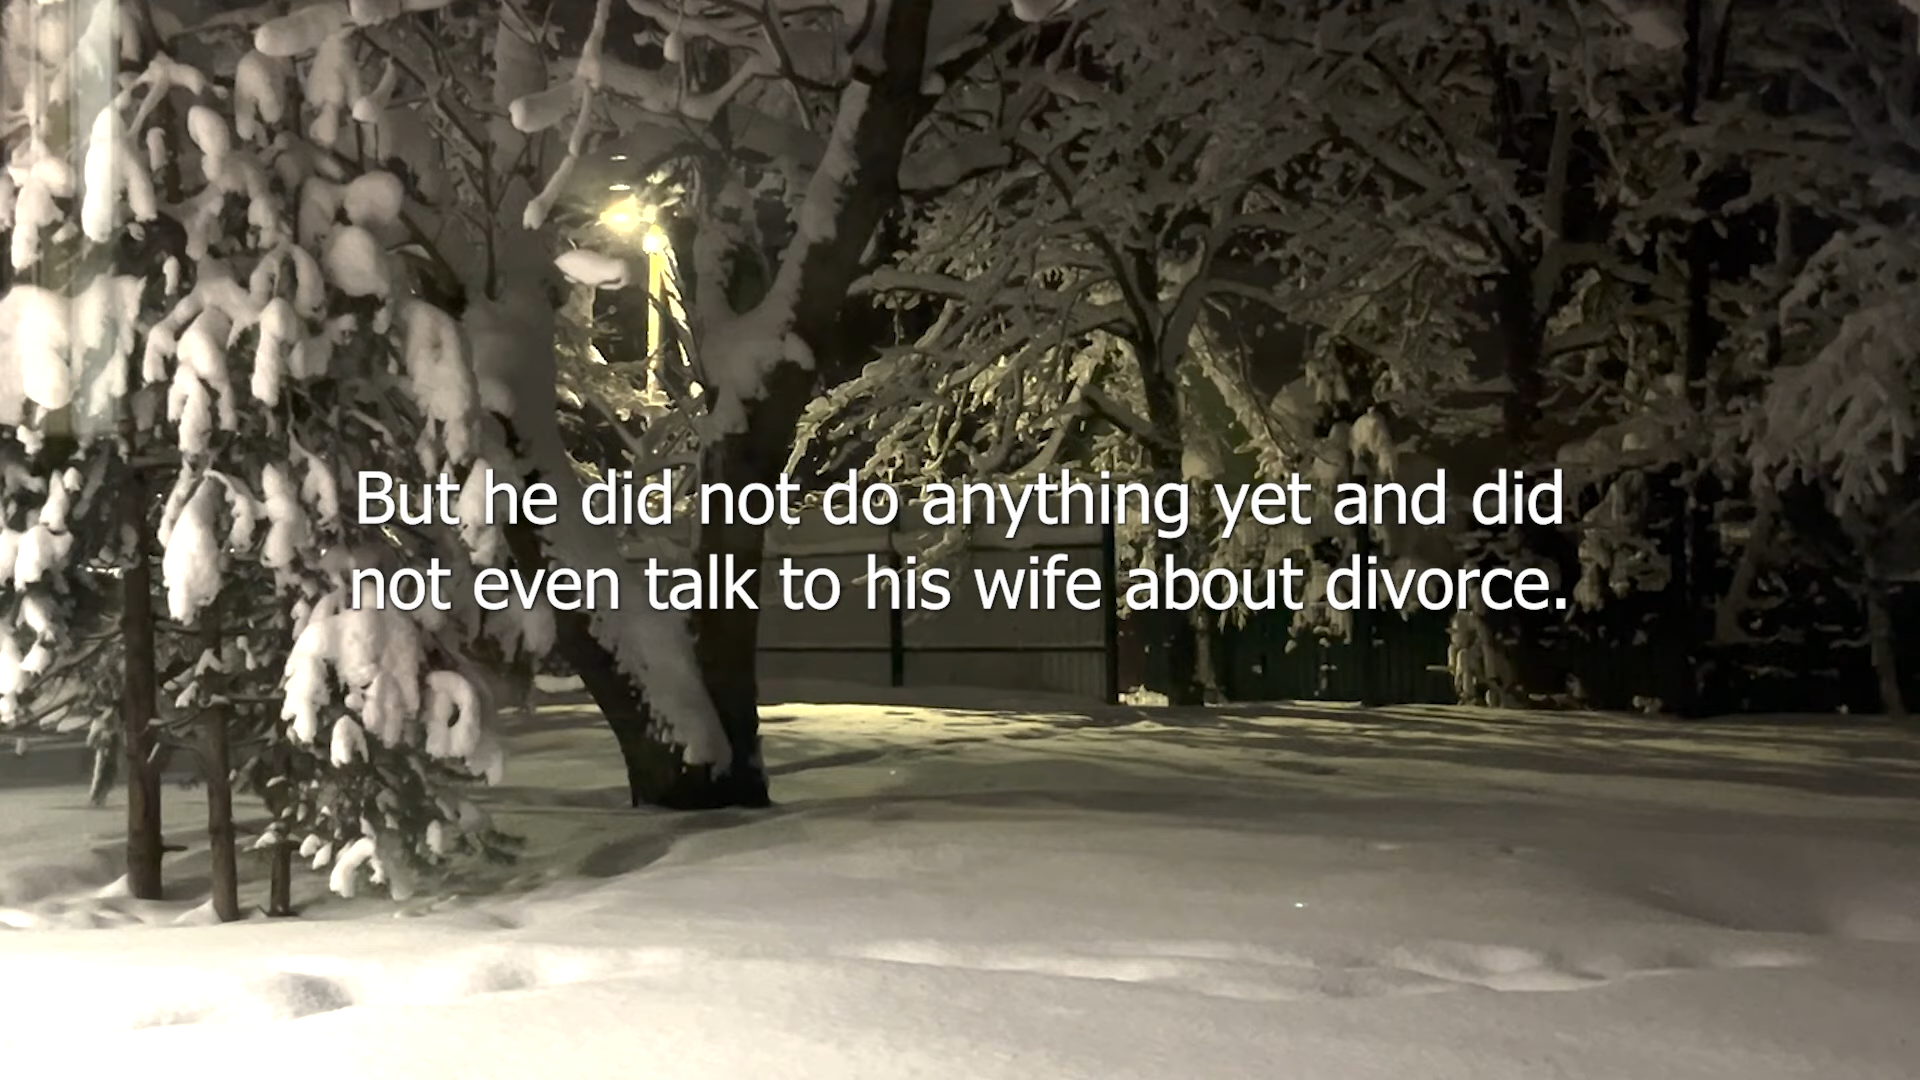 But he did not do anything yet and did
not even talk to his wife about divorce.